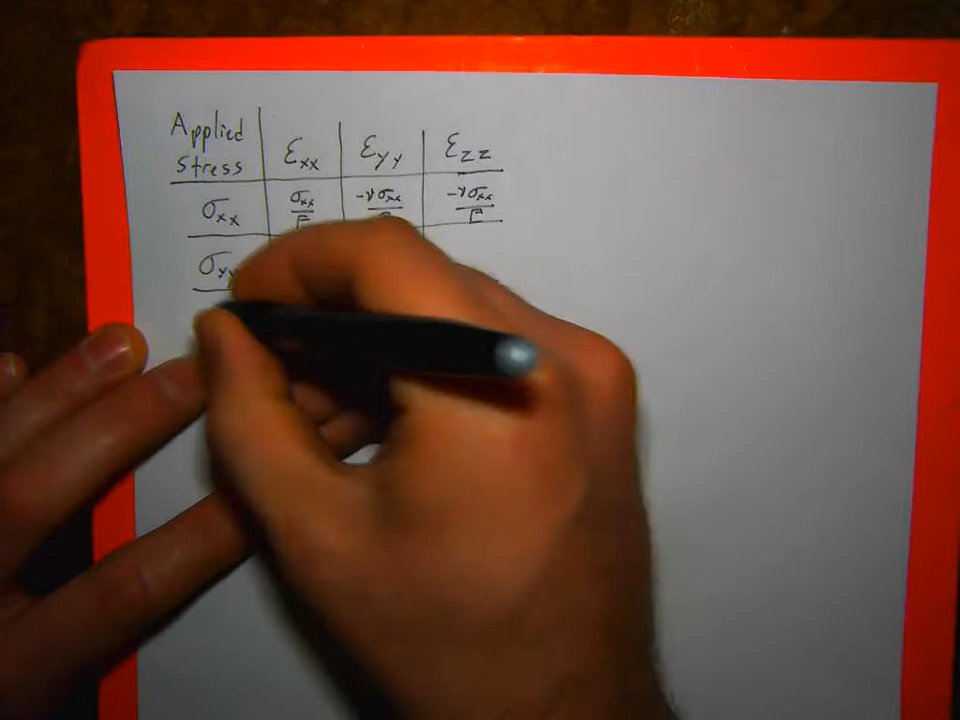 Applied Stress | εxx | εyy | εzz
σxx | σxx/E | -νσxx/E | -νσxx/E
σyy